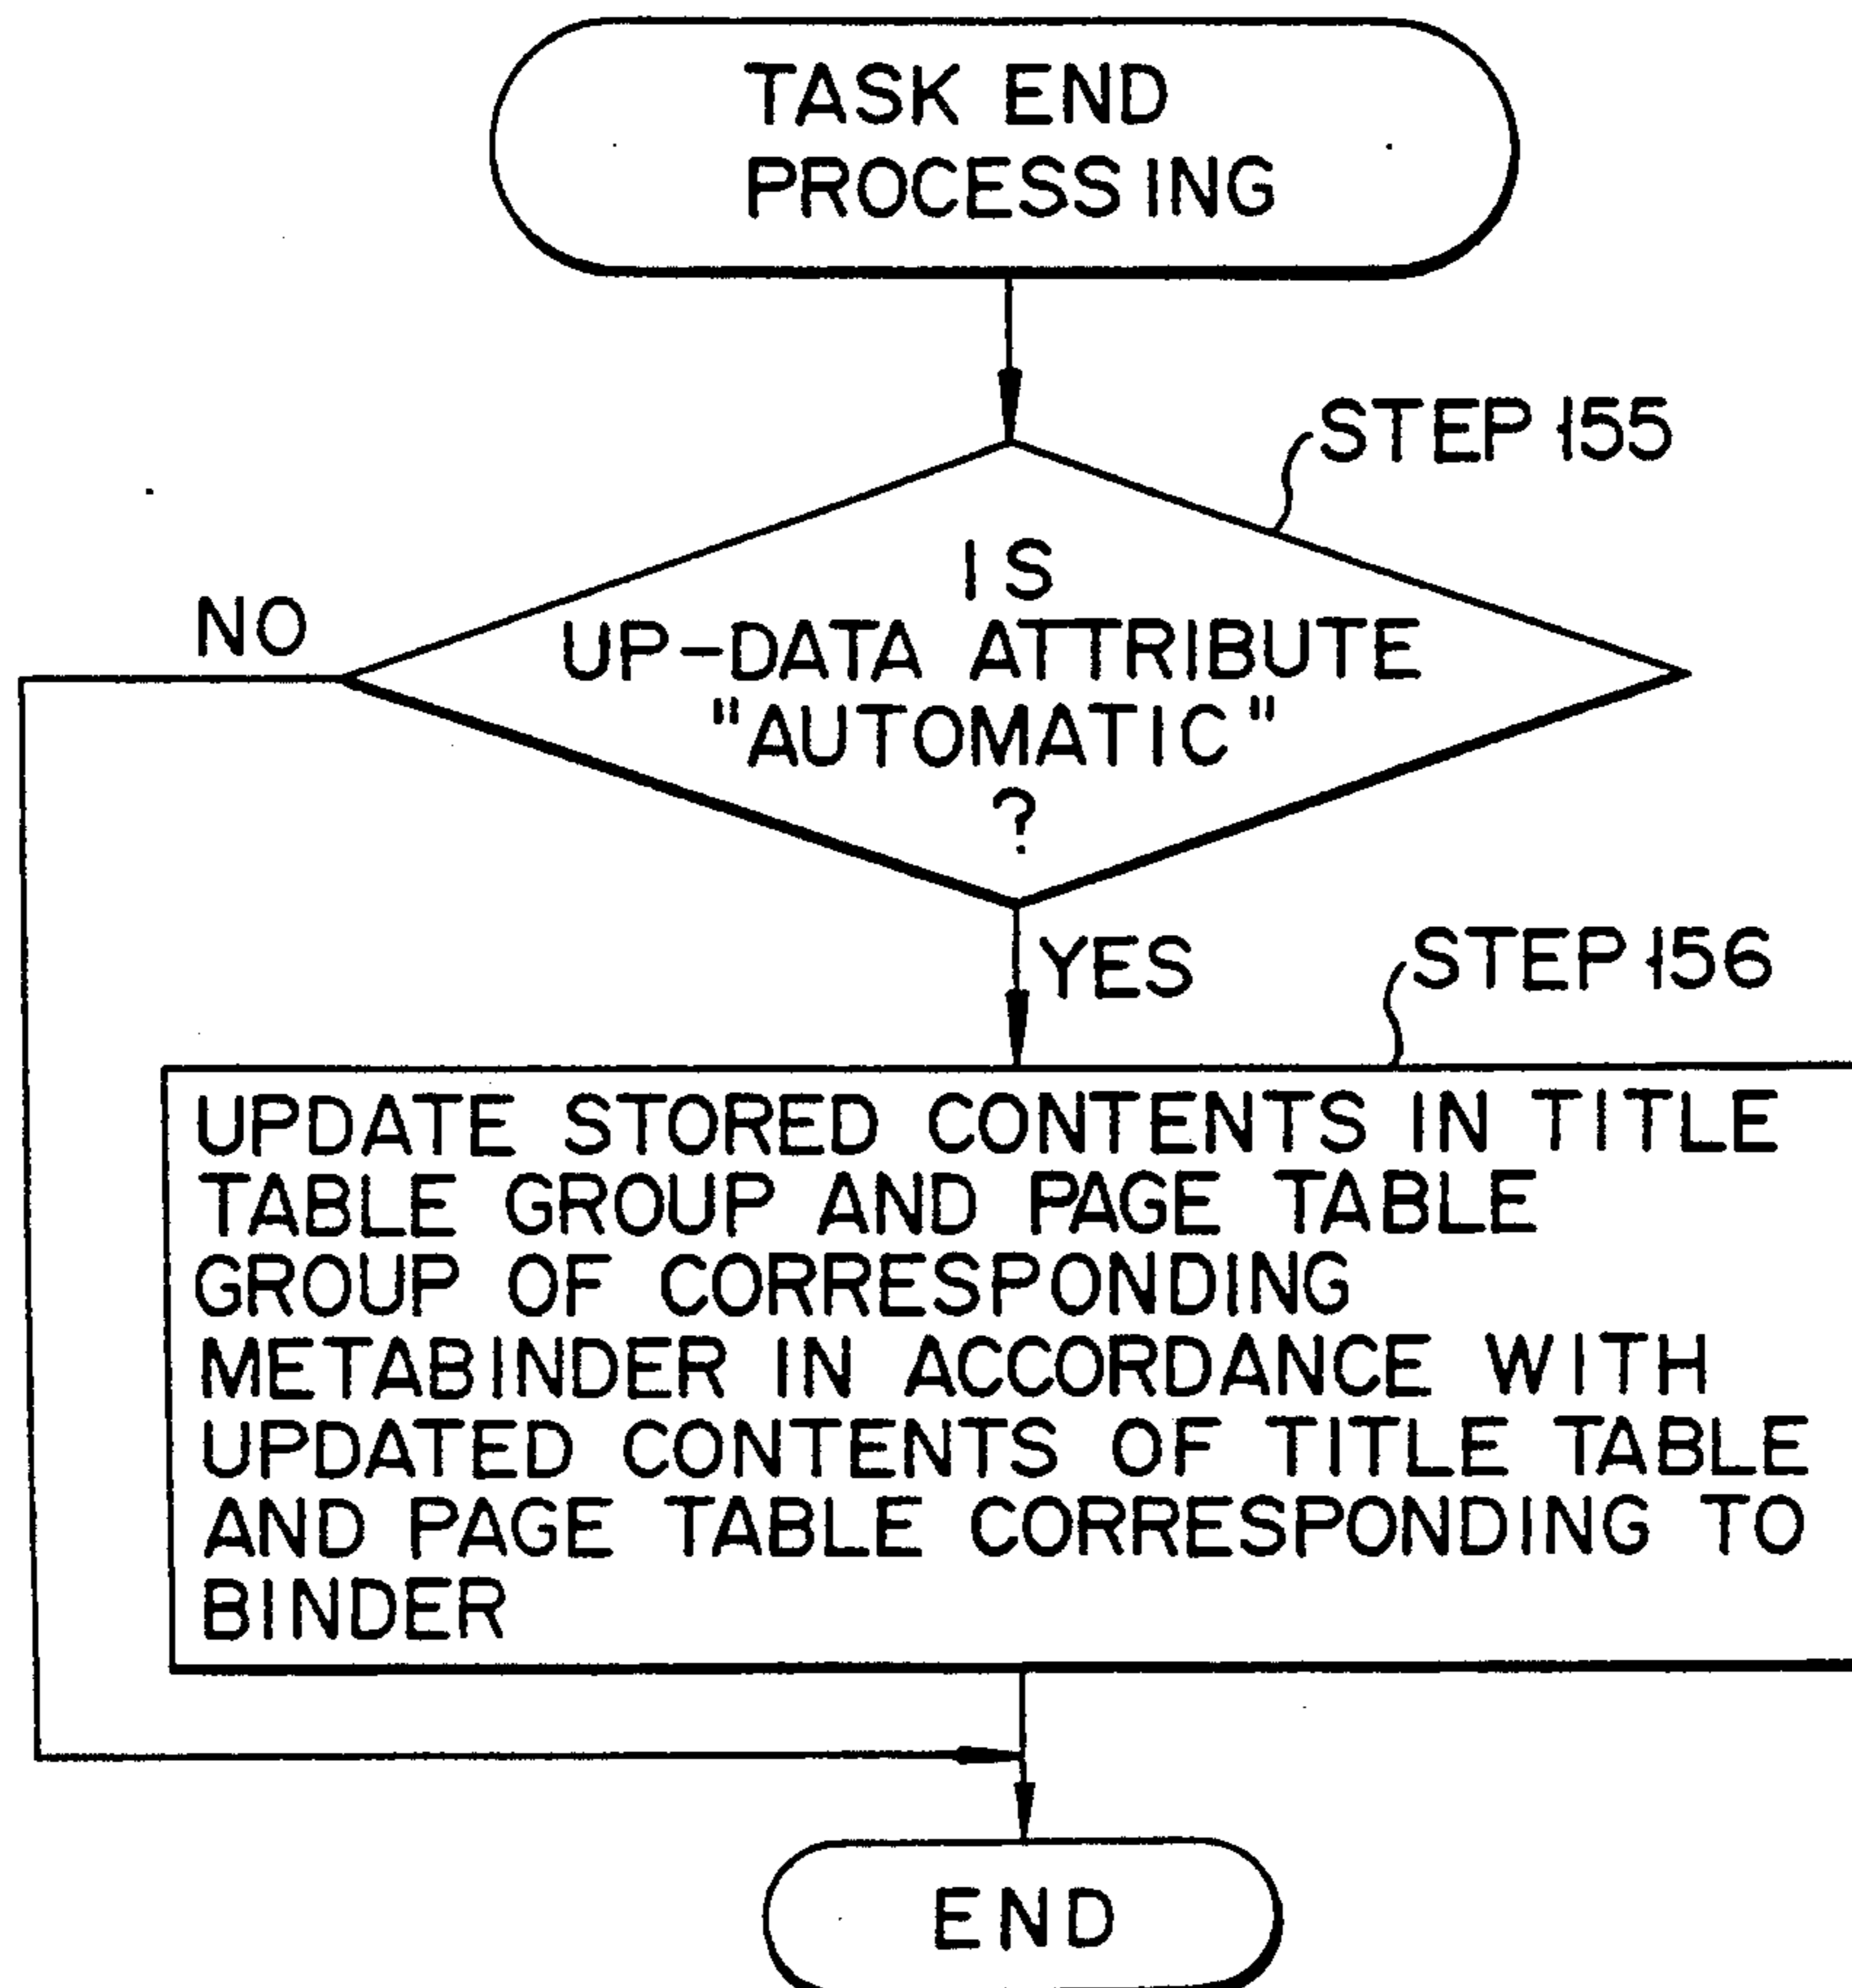 TASK END
PROCESSING
STEP 155
IS
UP-DATA ATTRIBUTE
"AUTOMATIC"
?
NO
YES
STEP 156
UPDATE STORED CONTENTS IN TITLE
TABLE GROUP AND PAGE TABLE
GROUP OF CORRESPONDING
METABINDER IN ACCORDANCE WITH
UPDATED CONTENTS OF TITLE TABLE
AND PAGE TABLE CORRESPONDING TO
BINDER
END